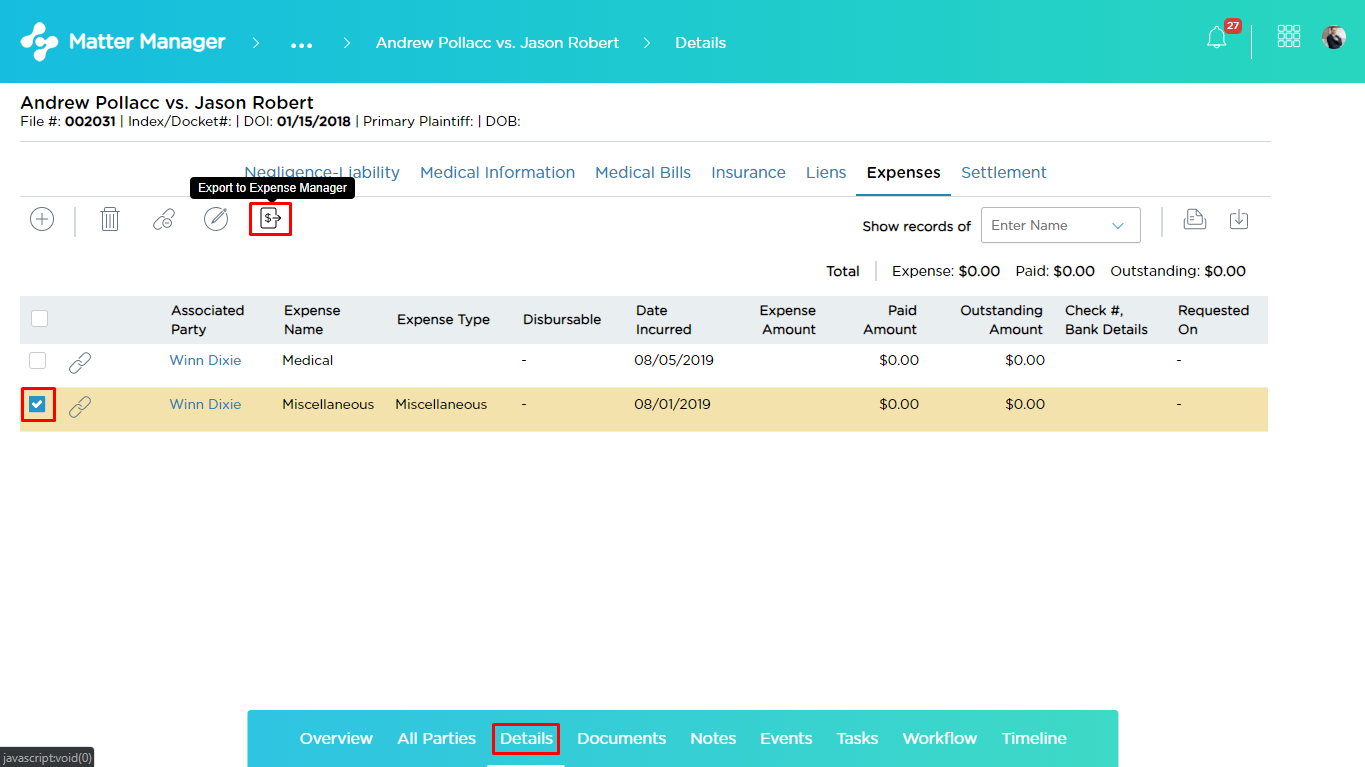 Matter Manager > ... > Andrew Pollacc vs. Jason Robert > Details
27
Andrew Pollacc vs. Jason Robert
File #: 002031 | Index/Docket#: | DOI: 01/15/2018 | Primary Plaintiff: | DOB:
Negligence-Liability Medical Information Medical Bills Insurance Liens Expenses Settlement
Export to Expense Manager
$
Show records of Enter Name
Total Expense: $0.00 Paid: $0.00 Outstanding: $0.00
Associated Party Expense Name Expense Type Disbursable Date Incurred Expense Amount Paid Amount Outstanding Amount Check #, Bank Details Requested On
Winn Dixie Medical - 08/05/2019 $0.00 $0.00 -
Winn Dixie Miscellaneous Miscellaneous - 08/01/2019 $0.00 $0.00 -
Overview All Parties Details Documents Notes Events Tasks Workflow Timeline
javascript:void(0)